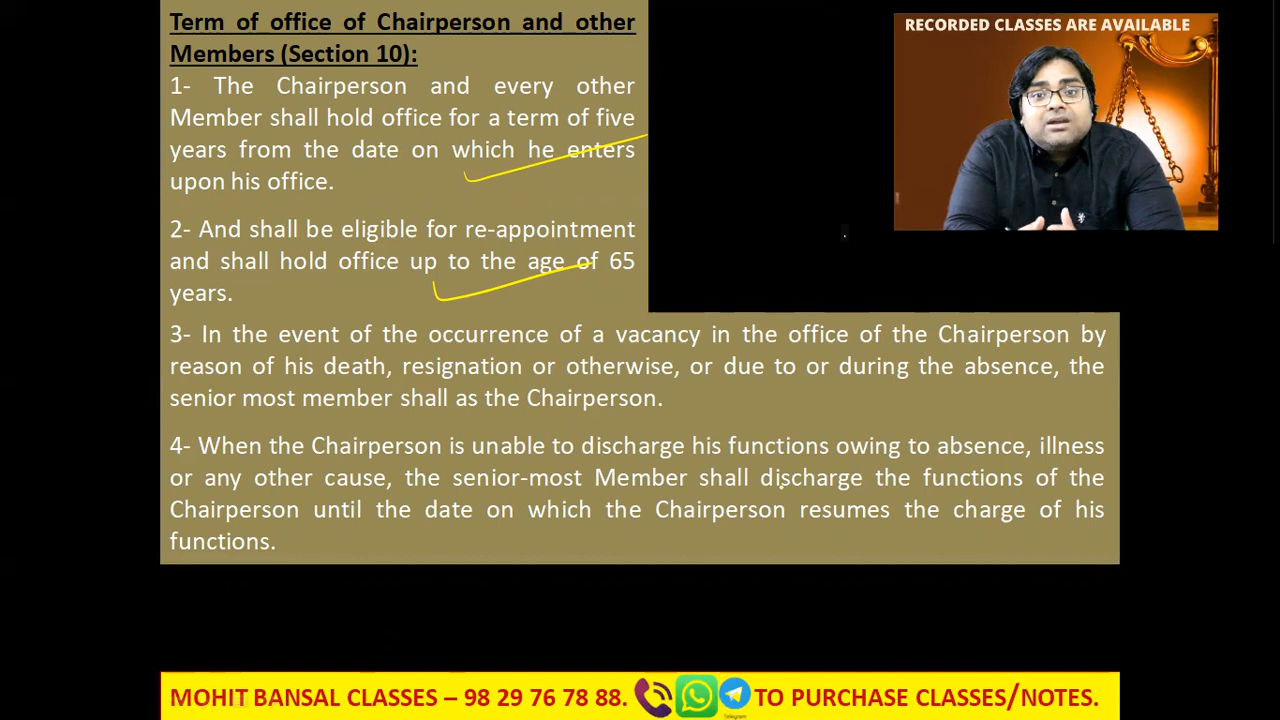 Term of office of Chairperson and other
Members (Section 10):
1- The Chairperson and every other
Member shall hold office for a term of five
years from the date on which he enters
upon his office.
2- And shall be eligible for re-appointment
and shall hold office up to the age of 65
years.
3- In the event of the occurrence of a vacancy in the office of the Chairperson by
reason of his death, resignation or otherwise, or due to or during the absence, the
senior most member shall as the Chairperson.
4- When the Chairperson is unable to discharge his functions owing to absence, illness
or any other cause, the senior-most Member shall discharge the functions of the
Chairperson until the date on which the Chairperson resumes the charge of his
functions.
RECORDED CLASSES ARE AVAILABLE
MOHIT BANSAL CLASSES – 98 29 76 78 88. TO PURCHASE CLASSES/NOTES.
Telegram